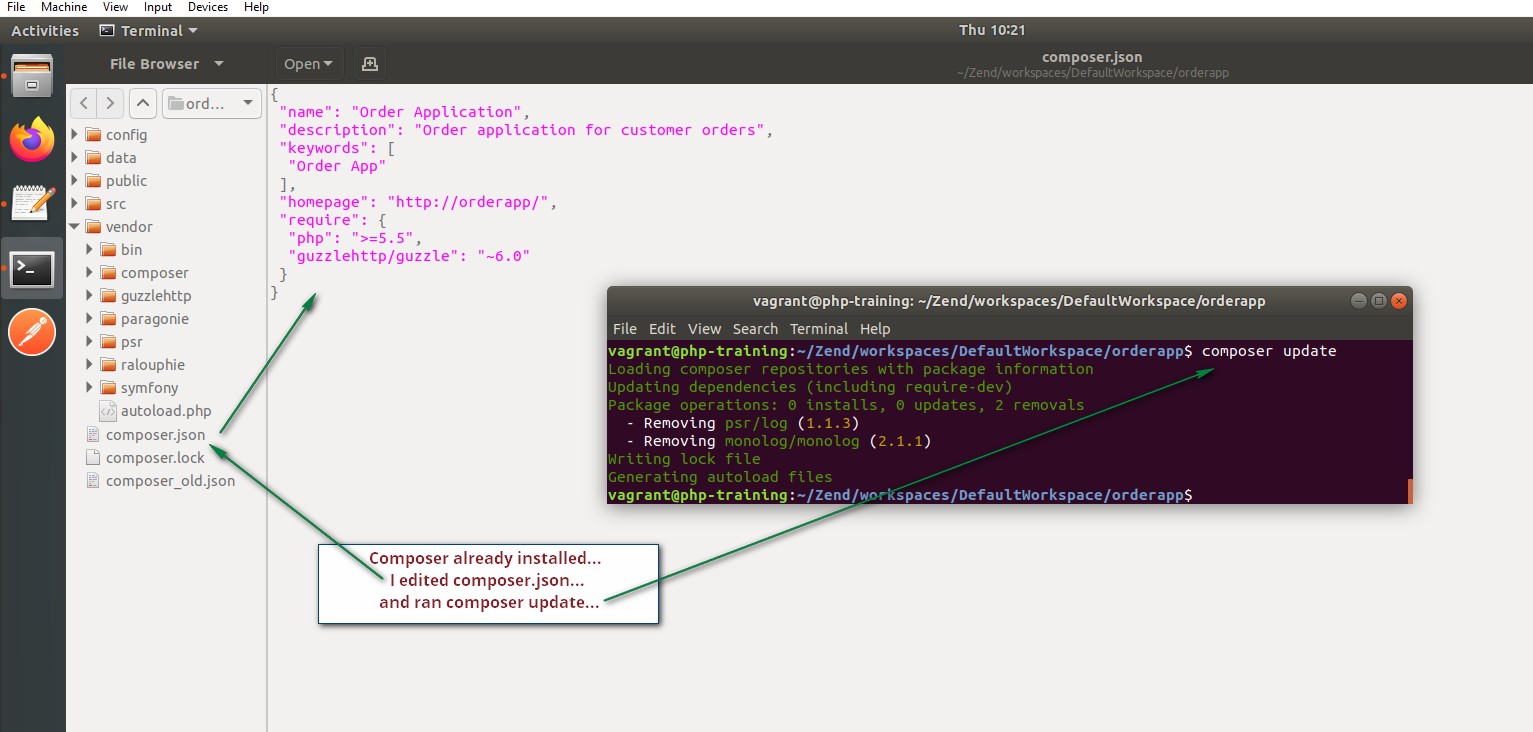 File Machine View Input Devices Help
Activities Terminal Thu 10:21
File Browser Open composer.json
~/Zend/workspaces/DefaultWorkspace/orderapp
ord...
config
data
public
src
vendor
bin
composer
guzzlehttp
paragonie
psr
ralouphie
symfony
autoload.php
composer.json
composer.lock
composer_old.json
{
"name": "Order Application",
"description": "Order application for customer orders",
"keywords": [
"Order App"
],
"homepage": "http://orderapp/",
"require": {
"php": ">=5.5",
"guzzlehttp/guzzle": "~6.0"
}
}
vagrant@php-training: ~/Zend/workspaces/DefaultWorkspace/orderapp
File Edit View Search Terminal Help
vagrant@php-training:~/Zend/workspaces/DefaultWorkspace/orderapp$ composer update
Loading composer repositories with package information
Updating dependencies (including require-dev)
Package operations: 0 installs, 0 updates, 2 removals
- Removing psr/log (1.1.3)
- Removing monolog/monolog (2.1.1)
Writing lock file
Generating autoload files
vagrant@php-training:~/Zend/workspaces/DefaultWorkspace/orderapp$
Composer already installed...
I edited composer.json...
and ran composer update...